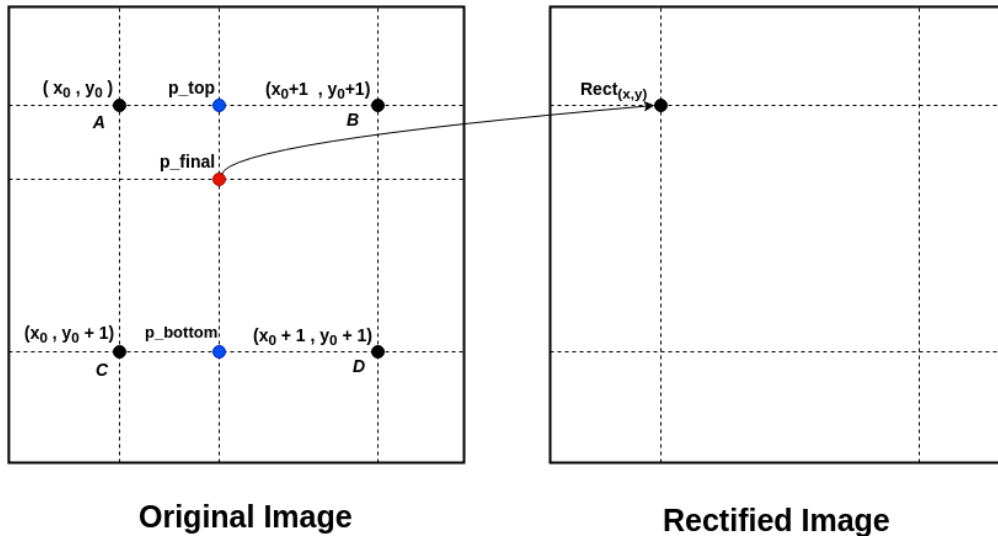 ( x₀ , y₀ ) p_top (x₀+1 , y₀+1) Rect₍ₓ,ᵧ₎
A B
p_final
(x₀ , y₀ + 1) p_bottom (x₀ + 1 , y₀ + 1)
C D
Original Image Rectified Image